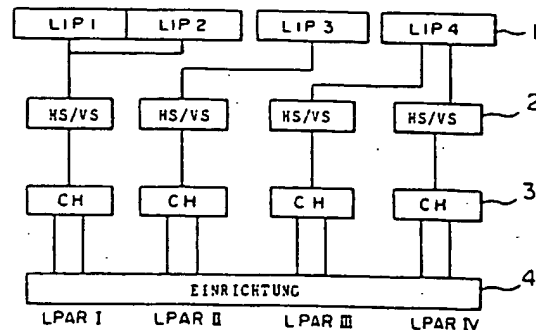 LIP 1 LIP 2 LIP 3 LIP 4 1
HS/VS HS/VS HS/VS HS/VS 2
CH CH CH CH 3
EINRICHTUNG 4
LPAR I LPAR II LPAR III LPAR IV